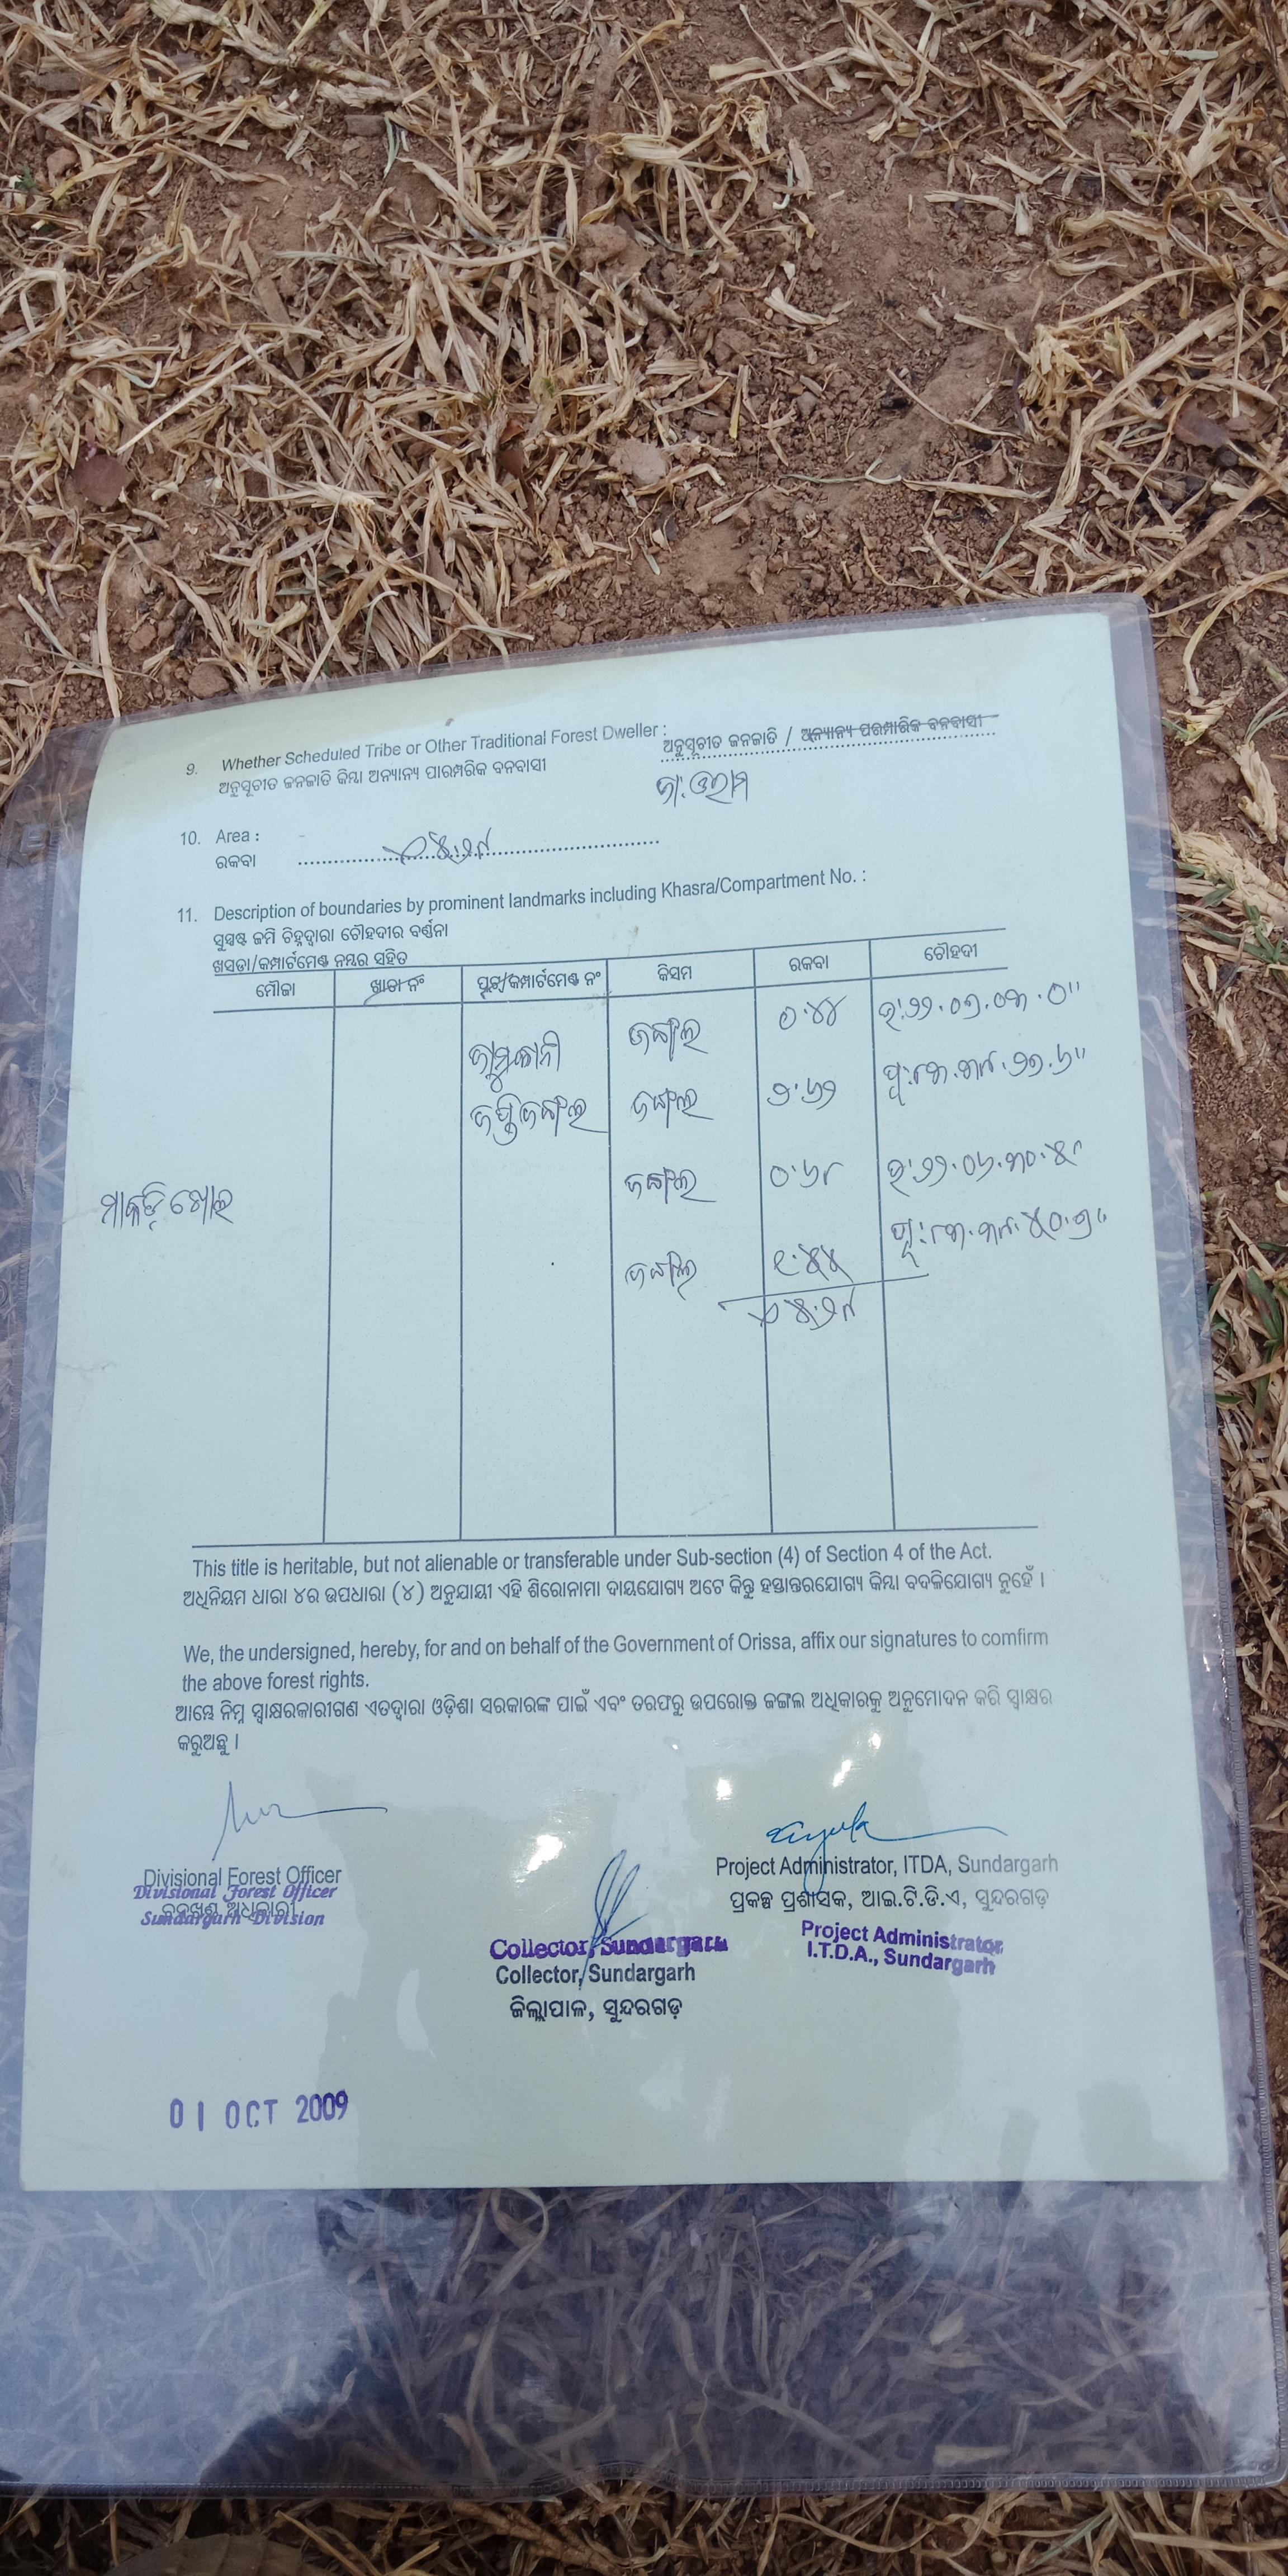 9. Whether Scheduled Tribe or Other Traditional Forest Dweller :
ଅନୁସୂଚୀତ ଜନଜାତି କିମ୍ବା ଅନ୍ୟାନ୍ୟ ପାରମ୍ପରିକ ବନବାସୀ
ଅନୁସୂଚୀତ ଜନଜାତି / ଅନ୍ୟାନ୍ୟ ପାରମ୍ପାରିକ ବନବାସୀ
ଜା:ଓରାମ
10. Area :
ରକବା
11. Description of boundaries by prominent landmarks including Khasra/Compartment No. :
ସୁସ୍ପଷ୍ଟ ଜମି ଚିହ୍ନଦ୍ୱାରା ଚୌହଦୀର ବର୍ଣ୍ଣନା
ଖସଡା/କମ୍ପାର୍ଟମେଣ୍ଟ ନମ୍ବର ସହିତ
ମୌଜା ଖାତା ନଂ ପ୍ଲଟ/କମ୍ପାର୍ଟମେଣ୍ଟ ନଂ କିସମ ରକବା ଚୌହଦୀ
ଜଙ୍ଗଲ ୦.୪୪
ଜଙ୍ଗଲ
ମାକଡ଼ି ଖୋଲ
ଜଙ୍ଗଲ
ଜଙ୍ଗଲ
This title is heritable, but not alienable or transferable under Sub-section (4) of Section 4 of the Act.
ଅଧିନିୟମ ଧାରା ୪ର ଉପଧାରା (୪) ଅନୁଯାୟୀ ଏହି ଶିରୋନାମା ଦାୟଯୋଗ୍ୟ ଅଟେ କିନ୍ତୁ ହସ୍ତାନ୍ତରଯୋଗ୍ୟ କିମ୍ବା ବଦଳିଯୋଗ୍ୟ ନୁହେଁ ।
We, the undersigned, hereby, for and on behalf of the Government of Orissa, affix our signatures to comfirm
the above forest rights.
ଆମ୍ଭେ ନିମ୍ନ ସ୍ୱାକ୍ଷରକାରୀଗଣ ଏତଦ୍ୱାରା ଓଡ଼ିଶା ସରକାରଙ୍କ ପାଇଁ ଏବଂ ତରଫରୁ ଉପରୋକ୍ତ ଜଙ୍ଗଲ ଅଧିକାରକୁ ଅନୁମୋଦନ କରି ସ୍ୱାକ୍ଷର
କରୁଅଛୁ ।
Divisional Forest Officer
Divisional Forest Officer
ବନଖଣ୍ଡ ଅଧିକାରୀ
Sundargarh Division
Project Administrator, ITDA, Sundargarh
ପ୍ରକଳ୍ପ ପ୍ରଶାସକ, ଆଇ.ଟି.ଡି.ଏ, ସୁନ୍ଦରଗଡ଼
Project Administrator
I.T.D.A., Sundargarh
Collector, Sundargarh
Collector, Sundargarh
ଜିଲ୍ଲାପାଳ, ସୁନ୍ଦରଗଡ଼
01 OCT 2009